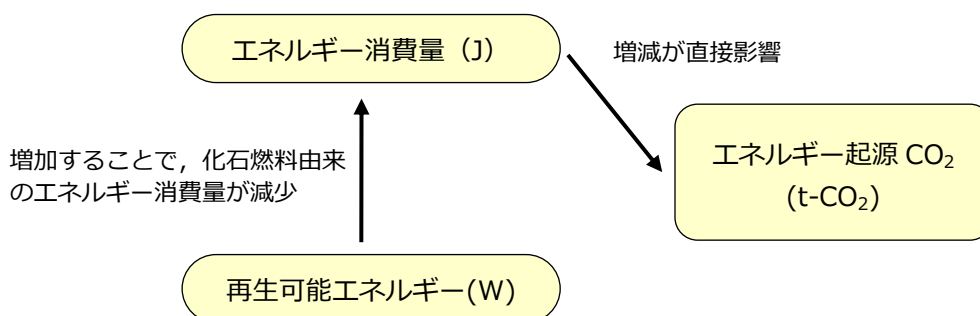 エネルギー消費量（J）
増減が直接影響
増加することで，化石燃料由来
のエネルギー消費量が減少
エネルギー起源 CO₂
(t-CO₂)
再生可能エネルギー(W)